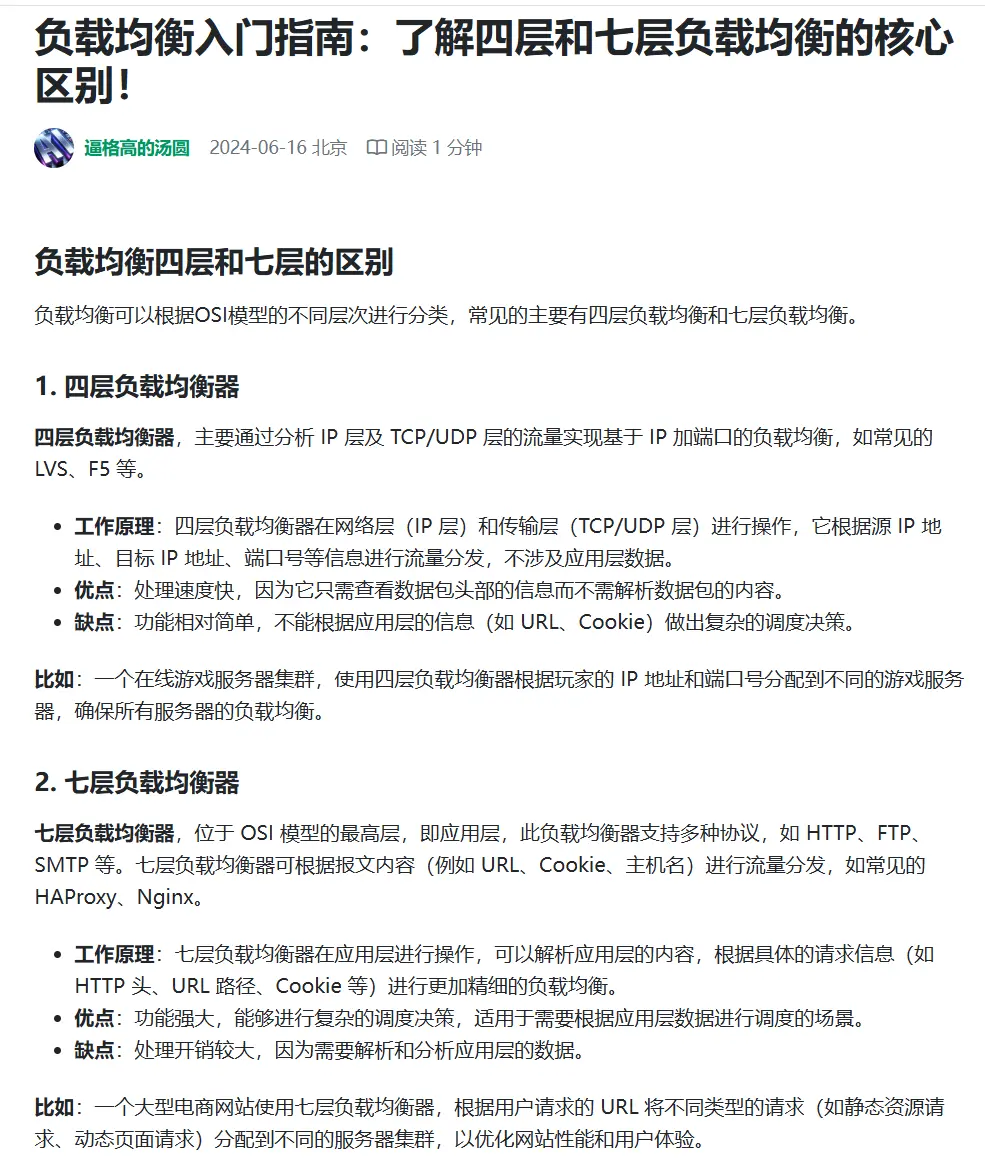 负载均衡入门指南：了解四层和七层负载均衡的核心
区别！
逼格高的汤圆 2024-06-16 北京 阅读 1 分钟
负载均衡四层和七层的区别
负载均衡可以根据OSI模型的不同层次进行分类，常见的主要有四层负载均衡和七层负载均衡。
1. 四层负载均衡器
四层负载均衡器，主要通过分析 IP 层及 TCP/UDP 层的流量实现基于 IP 加端口的负载均衡，如常见的
LVS、F5 等。
• 工作原理：四层负载均衡器在网络层（IP 层）和传输层（TCP/UDP 层）进行操作，它根据源 IP 地
址、目标 IP 地址、端口号等信息进行流量分发，不涉及应用层数据。
• 优点：处理速度快，因为它只需查看数据包头部的信息而不需解析数据包的内容。
• 缺点：功能相对简单，不能根据应用层的信息（如 URL、Cookie）做出复杂的调度决策。
比如：一个在线游戏服务器集群，使用四层负载均衡器根据玩家的 IP 地址和端口号分配到不同的游戏服务
器，确保所有服务器的负载均衡。
2. 七层负载均衡器
七层负载均衡器，位于 OSI 模型的最高层，即应用层，此负载均衡器支持多种协议，如 HTTP、FTP、
SMTP 等。七层负载均衡器可根据报文内容（例如 URL、Cookie、主机名）进行流量分发，如常见的
HAProxy、Nginx。
• 工作原理：七层负载均衡器在应用层进行操作，可以解析应用层的内容，根据具体的请求信息（如
HTTP 头、URL 路径、Cookie 等）进行更加精细的负载均衡。
• 优点：功能强大，能够进行复杂的调度决策，适用于需要根据应用层数据进行调度的场景。
• 缺点：处理开销较大，因为需要解析和分析应用层的数据。
比如：一个大型电商网站使用七层负载均衡器，根据用户请求的 URL 将不同类型的请求（如静态资源请
求、动态页面请求）分配到不同的服务器集群，以优化网站性能和用户体验。